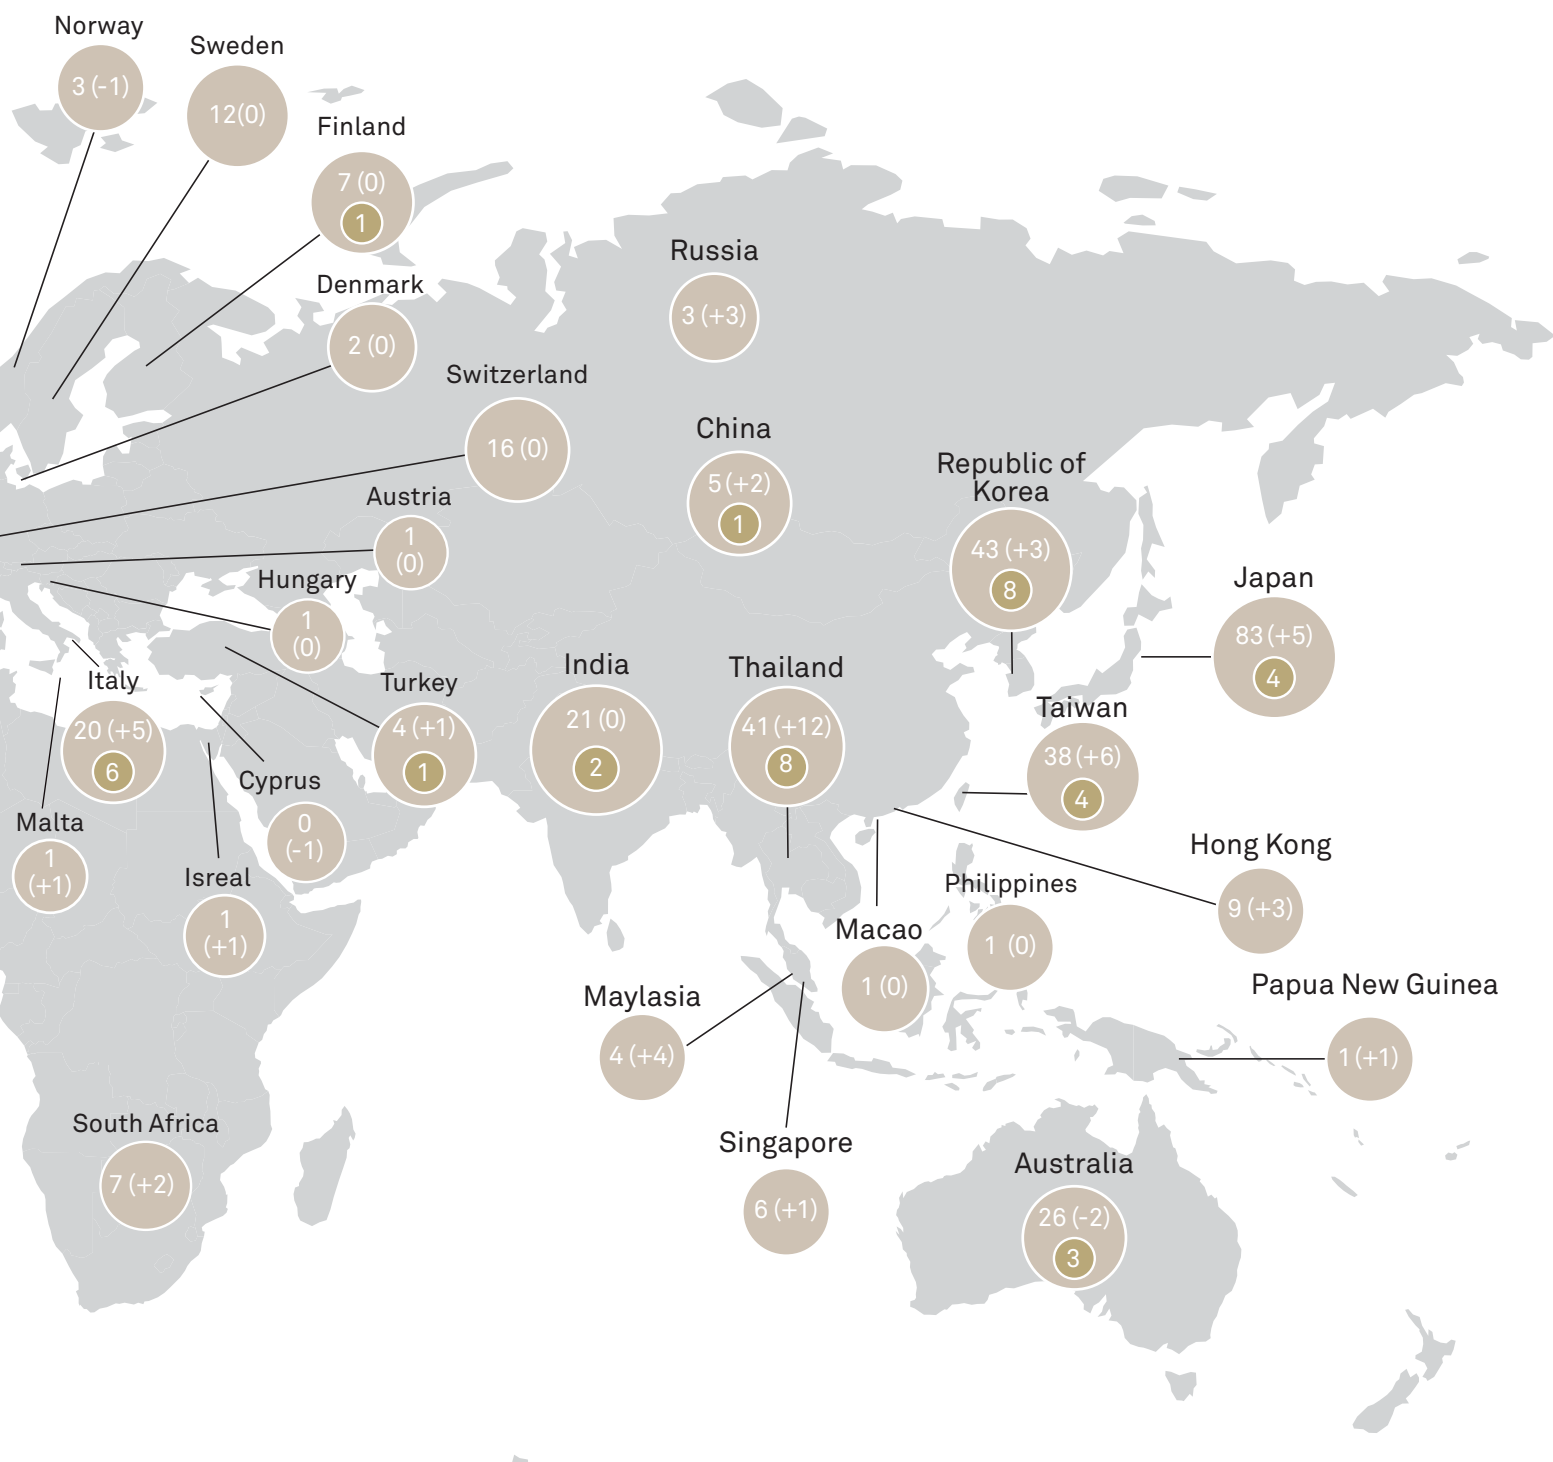 Norway
3 (-1)
Sweden
12(0)
Finland
7 (0)
1
Denmark
2 (0)
Switzerland
16 (0)
Austria
1
(0)
Hungary
1
(0)
Italy
20 (+5)
6
Turkey
4 (+1)
1
Cyprus
0
(-1)
Malta
1
(+1)
Isreal
1
(+1)
South Africa
7 (+2)
Russia
3 (+3)
China
5 (+2)
1
Republic of
Korea
43 (+3)
8
Japan
83 (+5)
4
India
21 (0)
2
Thailand
41 (+12)
8
Taiwan
38 (+6)
4
Hong Kong
9 (+3)
Philippines
1 (0)
Macao
1 (0)
Maylasia
4 (+4)
Papua New Guinea
1 (+1)
Singapore
6 (+1)
Australia
26 (-2)
3